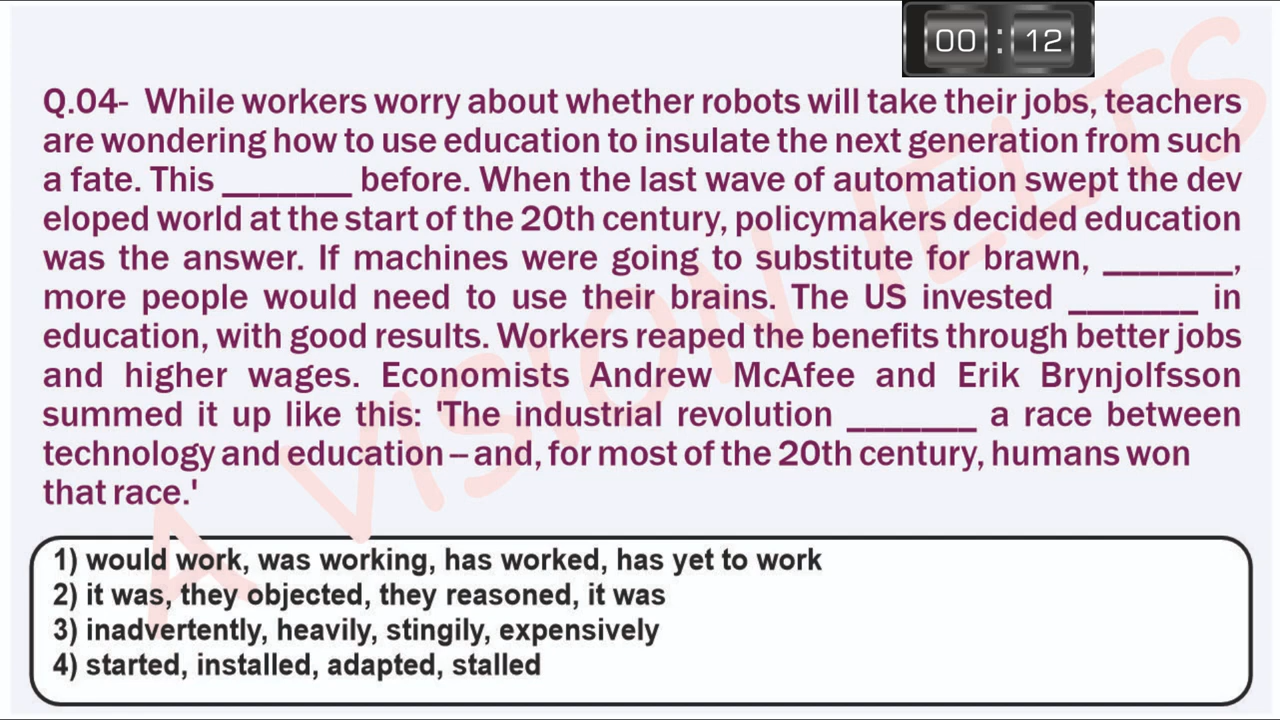 00 : 12
Q.04- While workers worry about whether robots will take their jobs, teachers
are wondering how to use education to insulate the next generation from such
a fate. This _______ before. When the last wave of automation swept the dev
eloped world at the start of the 20th century, policymakers decided education
was the answer. If machines were going to substitute for brawn, _______,
more people would need to use their brains. The US invested _______ in
education, with good results. Workers reaped the benefits through better jobs
and higher wages. Economists Andrew McAfee and Erik Brynjolfsson
summed it up like this: 'The industrial revolution _______ a race between
technology and education – and, for most of the 20th century, humans won
that race.'
1) would work, was working, has worked, has yet to work
2) it was, they objected, they reasoned, it was
3) inadvertently, heavily, stingily, expensively
4) started, installed, adapted, stalled
A VISION IELTS